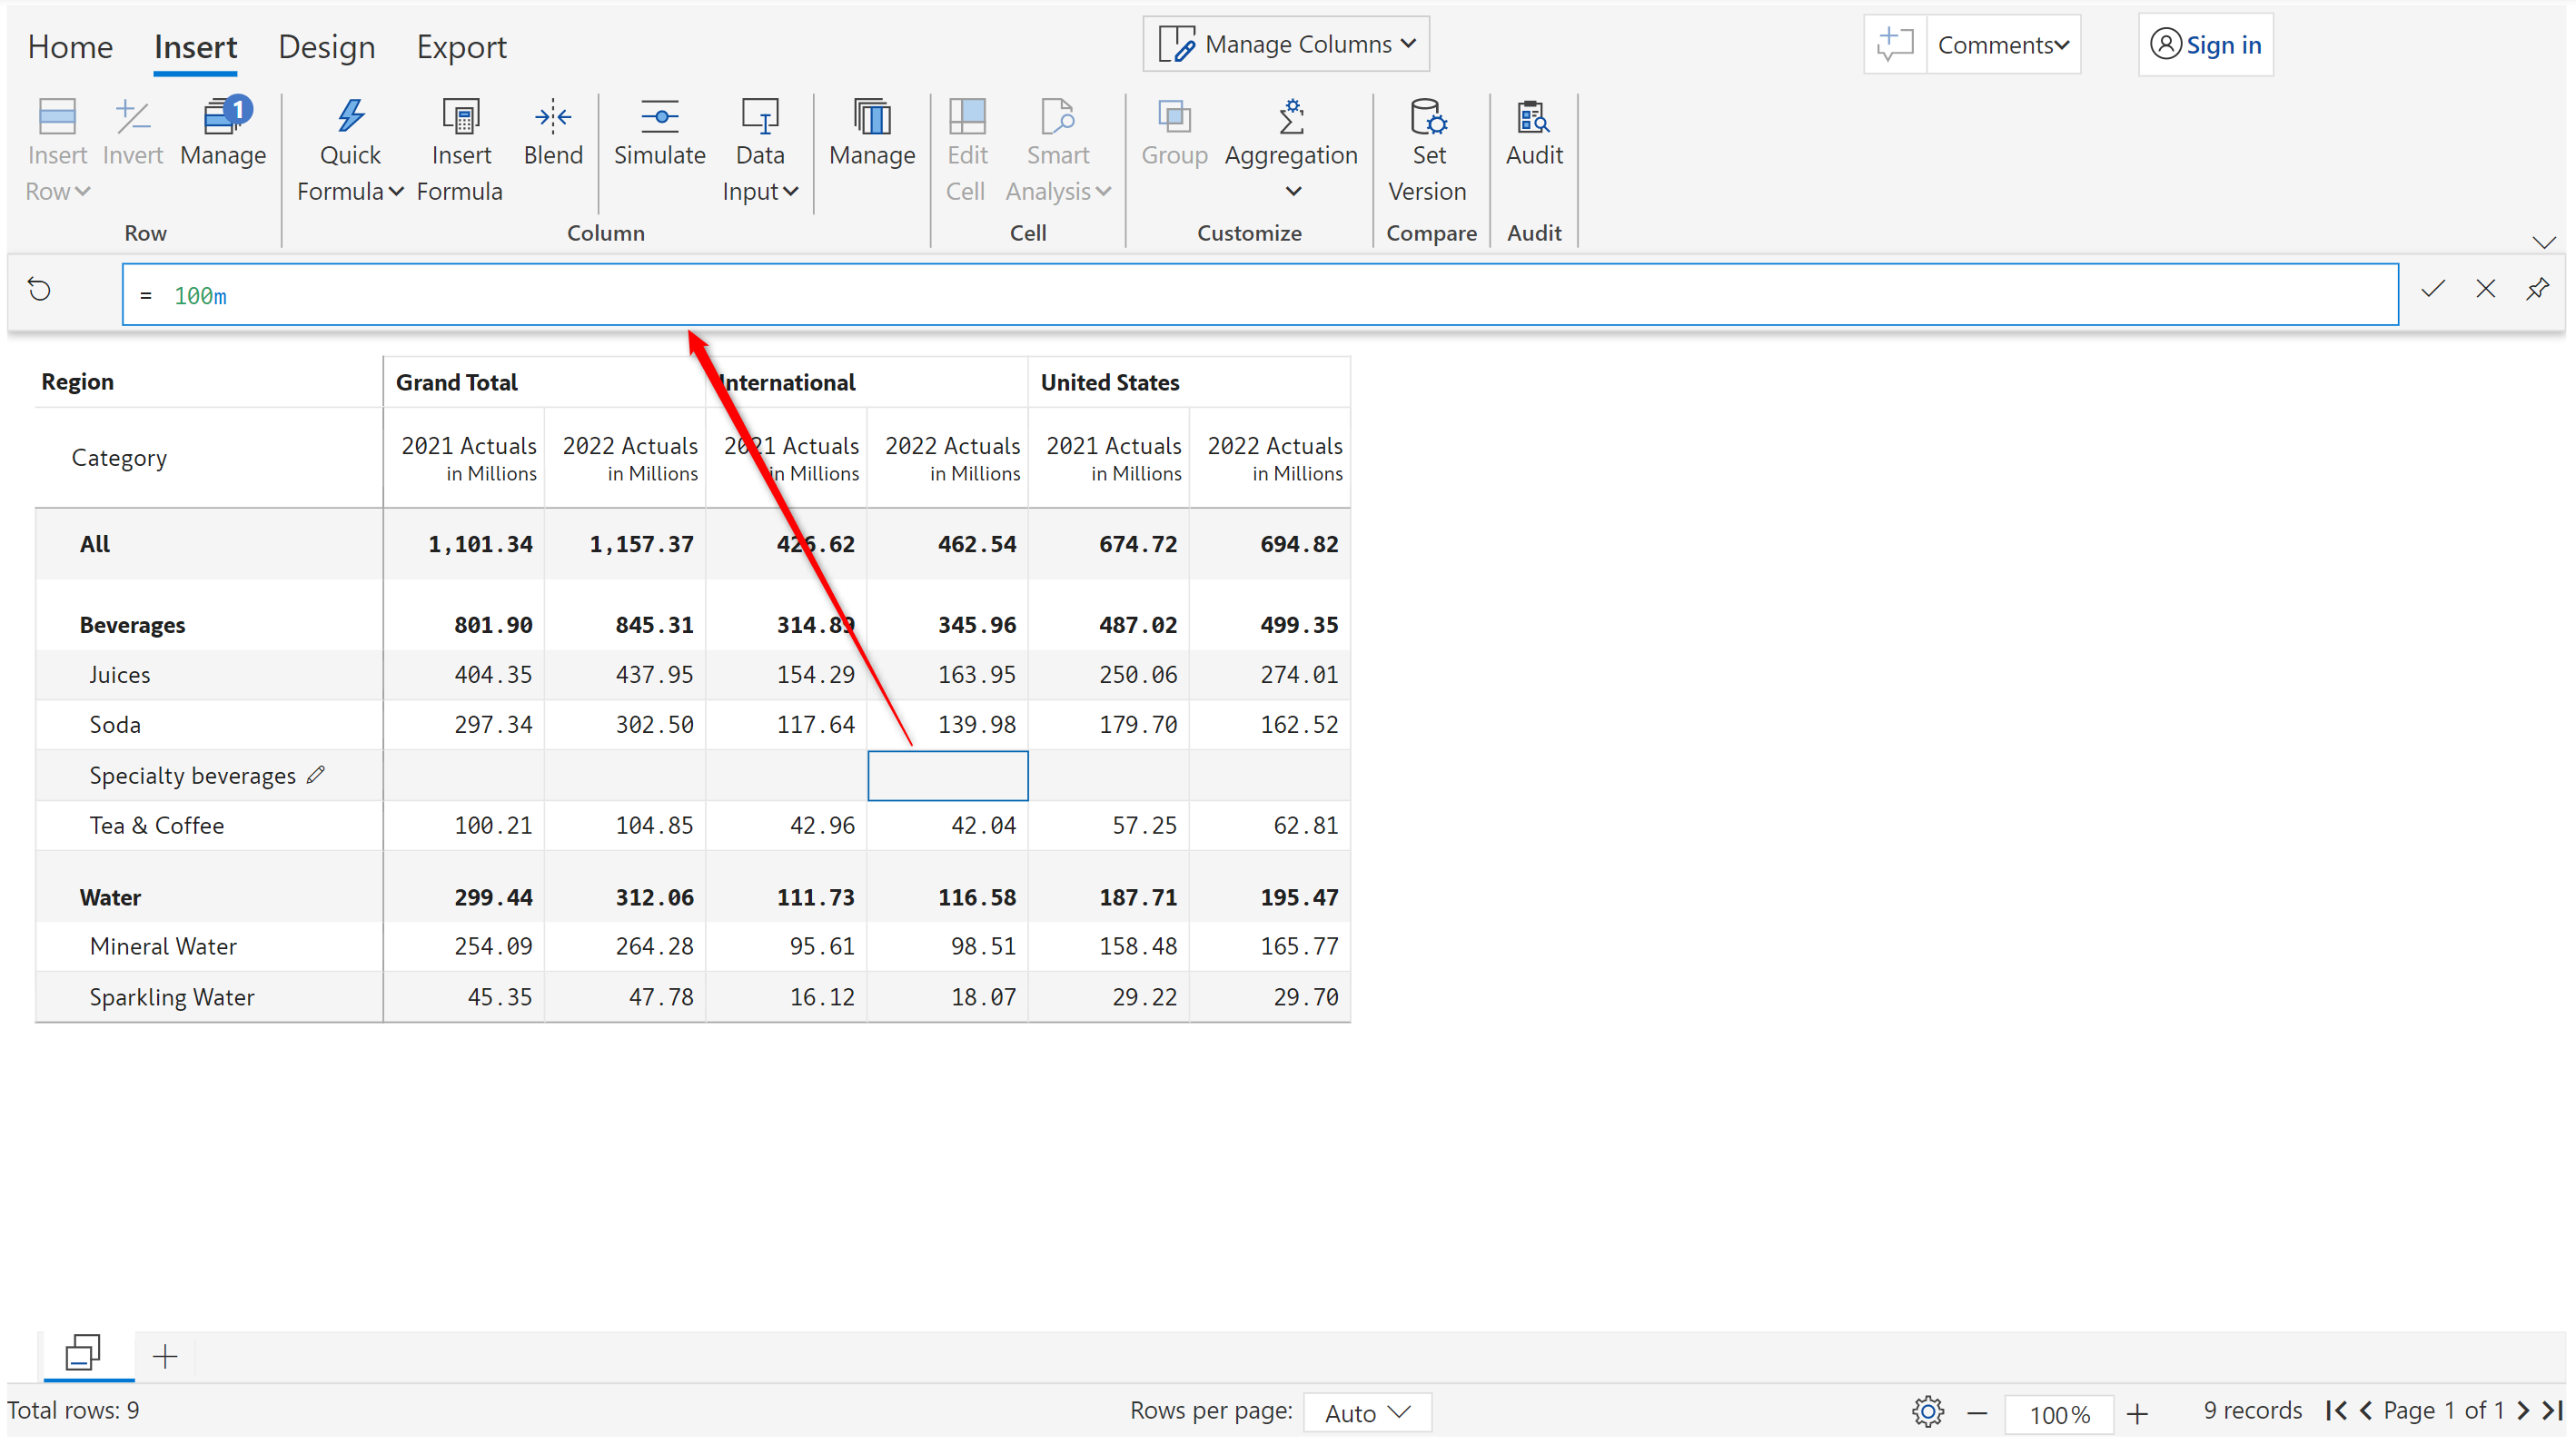 Home Insert Design Export Manage Columns Comments Sign in
1
Insert Invert Manage Quick Insert Blend Simulate Data Manage Edit Smart Group Aggregation Set Audit
Row Formula Formula Input Cell Analysis Version
Row Column Cell Customize Compare Audit
= 100m
Region Grand Total International United States
Category 2021 Actuals 2022 Actuals 2021 Actuals 2022 Actuals 2021 Actuals 2022 Actuals
in Millions in Millions in Millions in Millions in Millions in Millions
All 1,101.34 1,157.37 426.62 462.54 674.72 694.82
Beverages 801.90 845.31 314.89 345.96 487.02 499.35
Juices 404.35 437.95 154.29 163.95 250.06 274.01
Soda 297.34 302.50 117.64 139.98 179.70 162.52
Specialty beverages
Tea & Coffee 100.21 104.85 42.96 42.04 57.25 62.81
Water 299.44 312.06 111.73 116.58 187.71 195.47
Mineral Water 254.09 264.28 95.61 98.51 158.48 165.77
Sparkling Water 45.35 47.78 16.12 18.07 29.22 29.70
Total rows: 9 Rows per page: Auto 100% 9 records Page 1 of 1